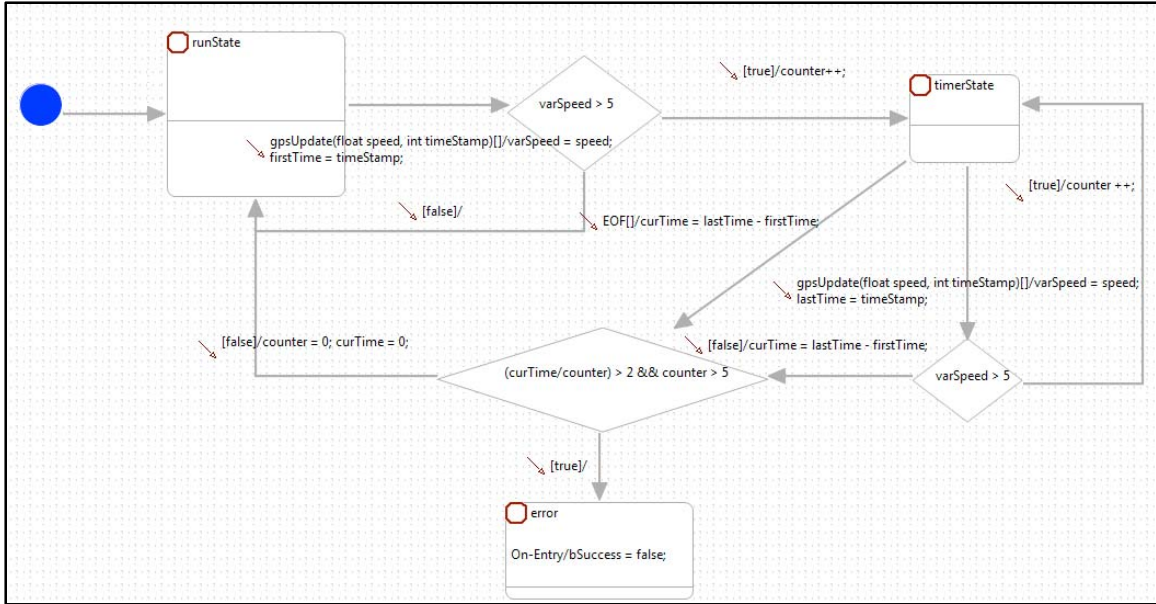 runState
[true]/counter++;
timerState
varSpeed > 5
gpsUpdate(float speed, int timeStamp)[]/varSpeed = speed;
firstTime = timeStamp;
[true]/counter ++;
[false]/
EOF[]/curTime = lastTime - firstTime;
gpsUpdate(float speed, int timeStamp)[]/varSpeed = speed;
lastTime = timeStamp;
[false]/counter = 0; curTime = 0;
[false]/curTime = lastTime - firstTime;
(curTime/counter) > 2 && counter > 5
varSpeed > 5
[true]/
error
On-Entry/bSuccess = false;